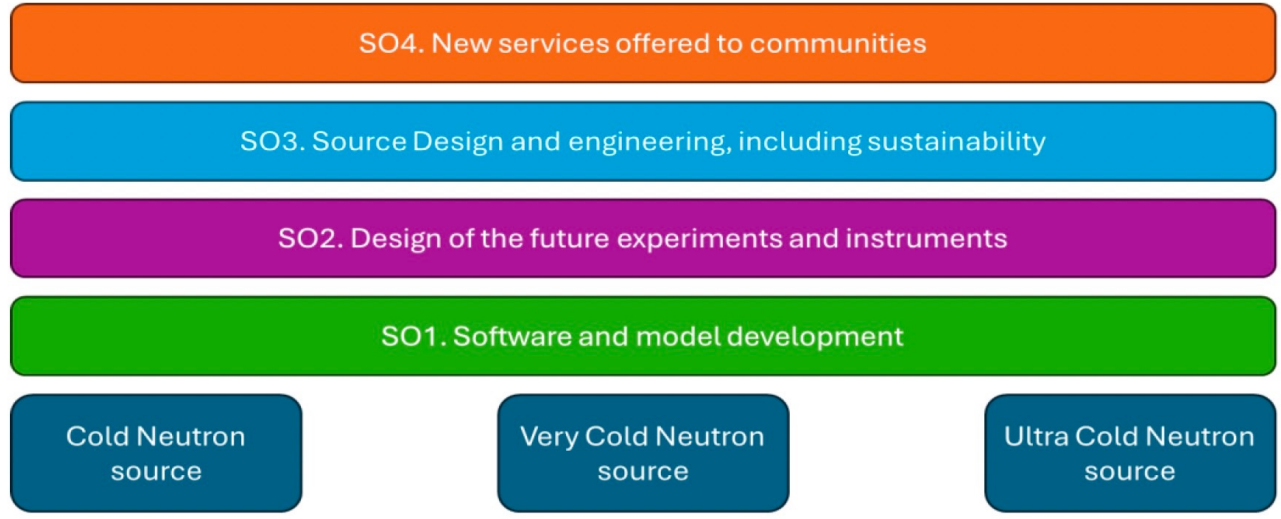 SO4. New services offered to communities
SO3. Source Design and engineering, including sustainability
SO2. Design of the future experiments and instruments
SO1. Software and model development
Cold Neutron
source
Very Cold Neutron
source
Ultra Cold Neutron
source